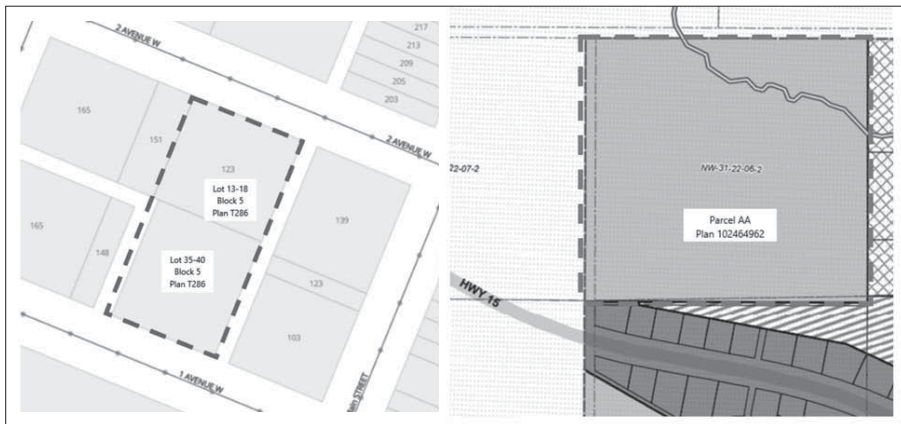 2 AVENUE W
217
213
209
205
203
165
151
123
2 AVENUE W
Lot 13-18
Block 5
Plan T286
139
165
148
Lot 35-40
Block 5
Plan T286
123
103
1 AVENUE W
STREET
22-07-2
NW-31-22-06-2
Parcel AA
Plan 102464962
HWY 15